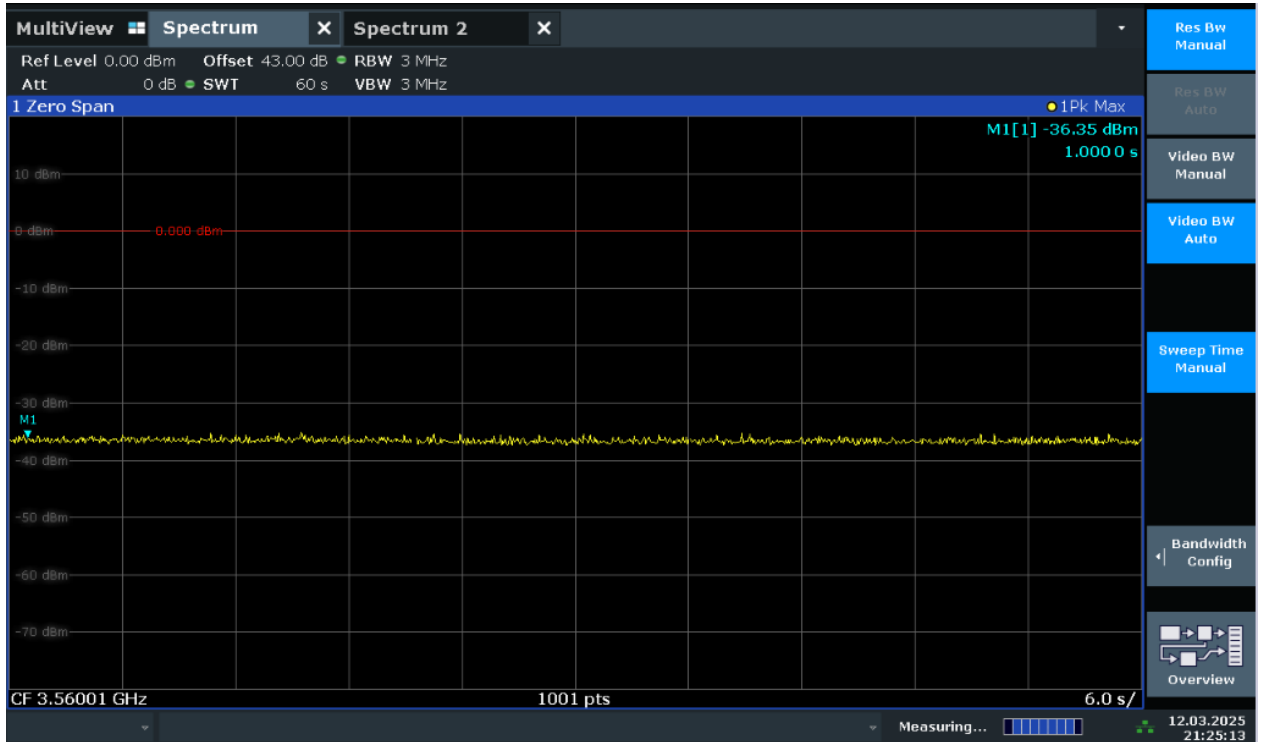 MultiView Spectrum X Spectrum 2 X
Ref Level 0.00 dBm Offset 43.00 dB RBW 3 MHz
Att 0 dB SWT 60 s VBW 3 MHz
1 Zero Span 1Pk Max
M1[1] -36.35 dBm
1.000 0 s
10 dBm
0 dBm 0.000 dBm
-10 dBm
-20 dBm
-30 dBm
M1
-40 dBm
-50 dBm
-60 dBm
-70 dBm
CF 3.56001 GHz 1001 pts 6.0 s/
Measuring...
12.03.2025
21:25:13
Res Bw
Manual
Res BW
Auto
Video BW
Manual
Video BW
Auto
Sweep Time
Manual
Bandwidth
Config
Overview